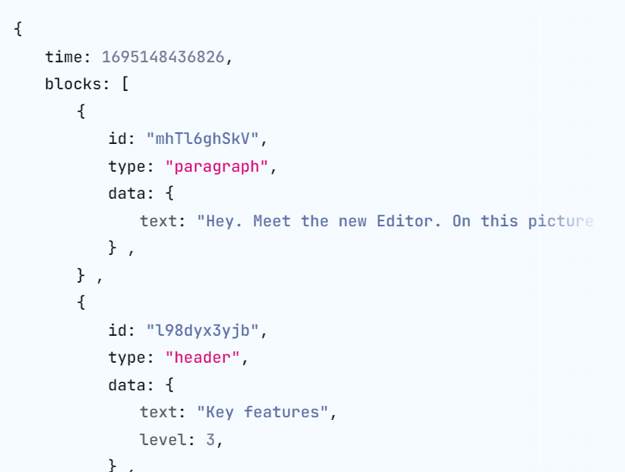 {
time: 1695148436826,
blocks: [
{
id: "mhTl6ghSkV",
type: "paragraph",
data: {
text: "Hey. Meet the new Editor. On this picture
} ,
} ,
{
id: "l98dyx3yjb",
type: "header",
data: {
text: "Key features",
level: 3,
} ,